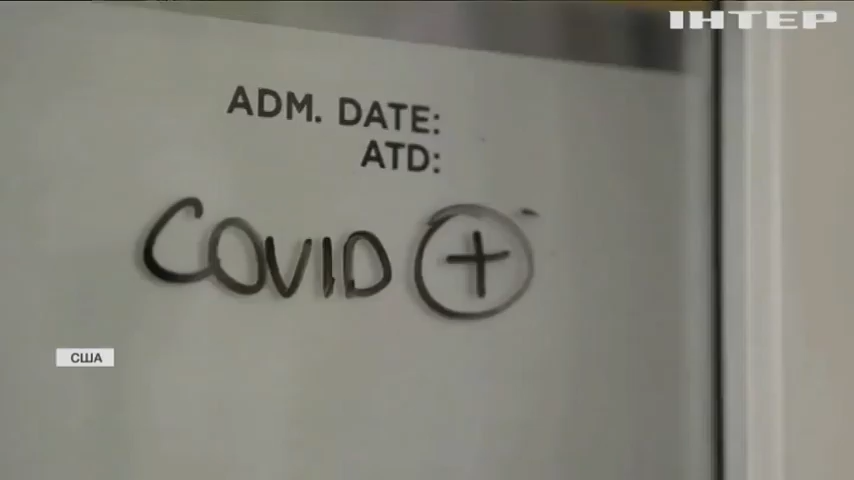 ІНТЕР
ADM. DATE:
ATD:
COVID +
США